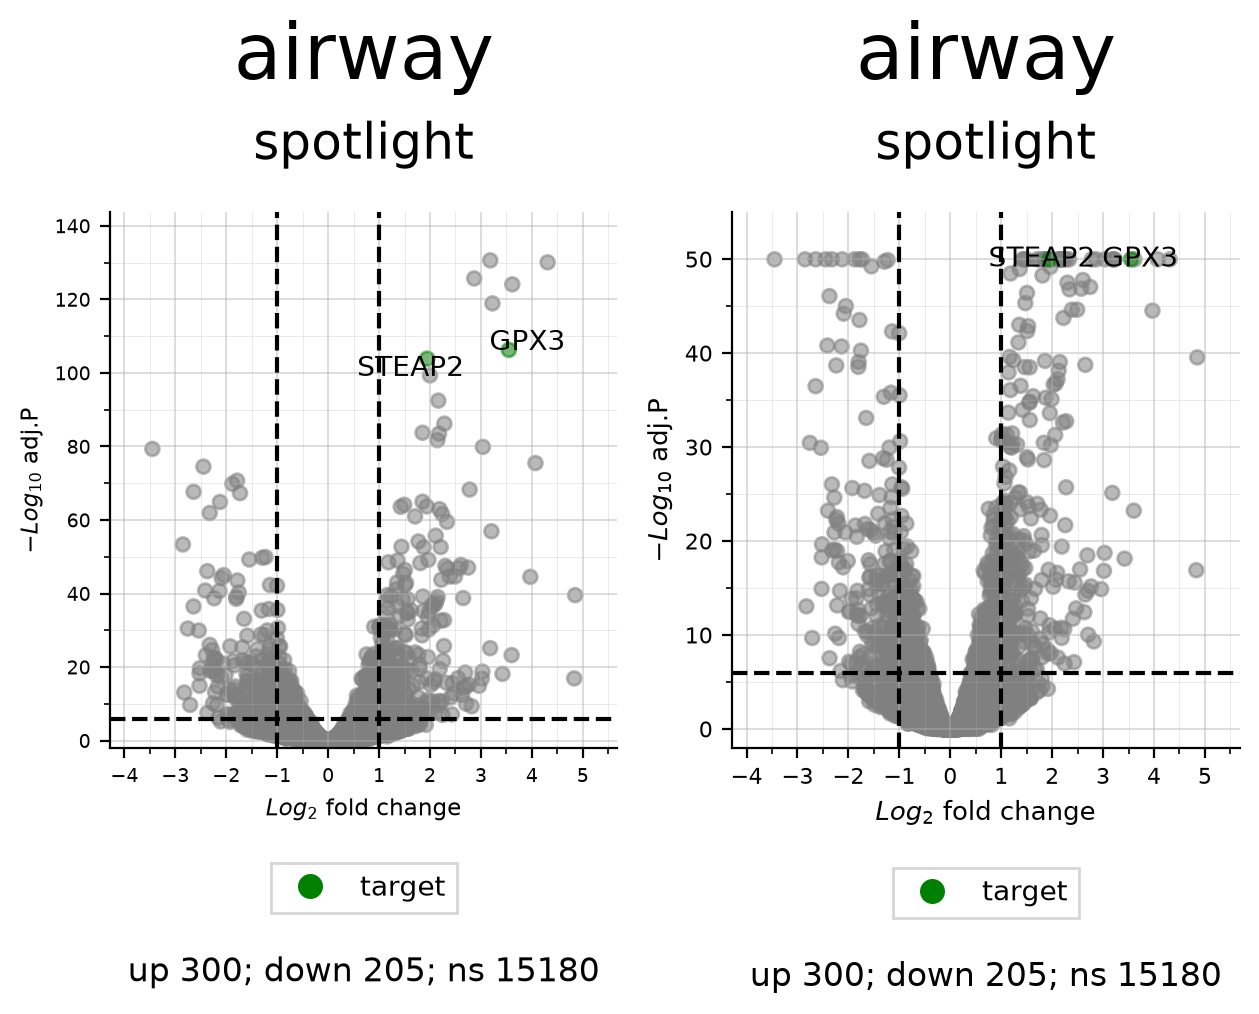 airway
spotlight
140
120
100
80
60
40
20
0
−Log10 adj.P
GPX3
STEAP2
−4 −3 −2 −1 0 1 2 3 4 5
Log2 fold change
target
up 300; down 205; ns 15180
airway
spotlight
50
40
30
20
10
0
−Log10 adj.P
STEAP2 GPX3
−4 −3 −2 −1 0 1 2 3 4 5
Log2 fold change
target
up 300; down 205; ns 15180